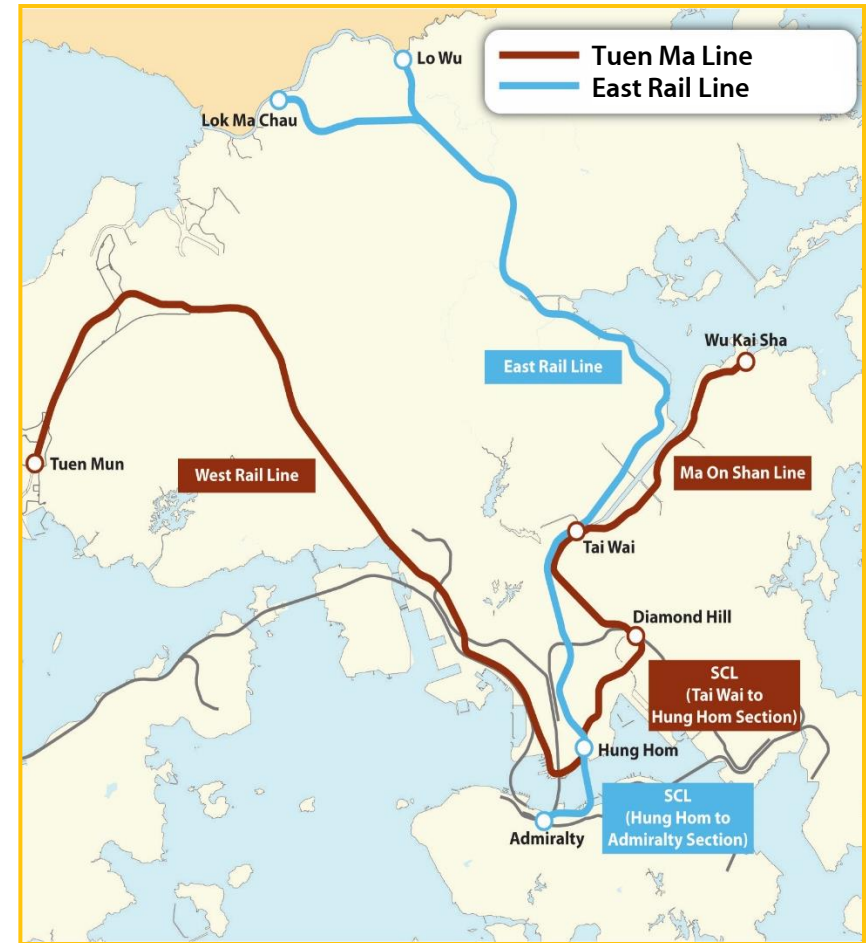 Tuen Ma Line
East Rail Line
Lo Wu
Lok Ma Chau
Wu Kai Sha
East Rail Line
Tuen Mun
West Rail Line
Ma On Shan Line
Tai Wai
Diamond Hill
SCL
(Tai Wai to
Hung Hom Section)
Hung Hom
SCL
(Hung Hom to
Admiralty Section)
Admiralty